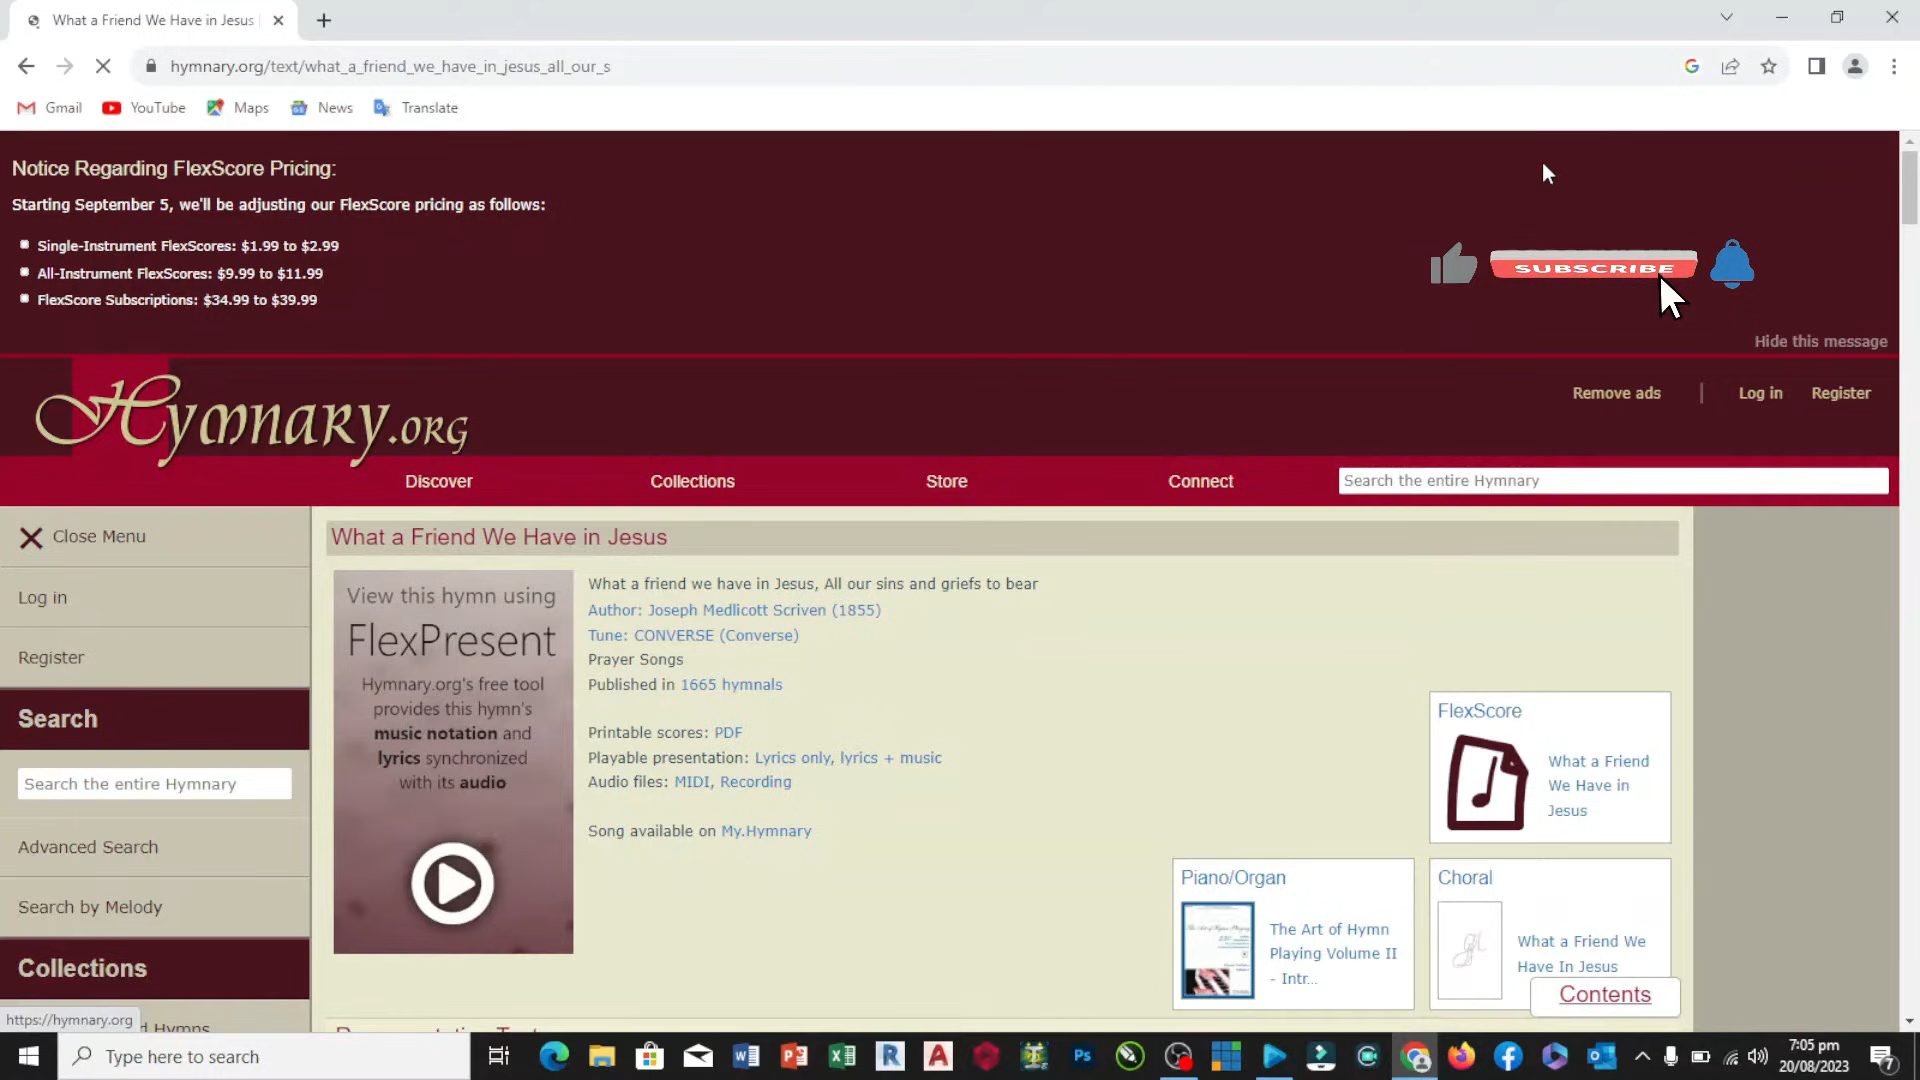 What a Friend We Have in Jesus
hymnary.org/text/what_a_friend_we_have_in_jesus_all_our_s
Gmail
YouTube
Maps
News
Translate
Notice Regarding FlexScore Pricing:
Starting September 5, we'll be adjusting our FlexScore pricing as follows:
Single-Instrument FlexScores: $1.99 to $2.99
All-Instrument FlexScores: $9.99 to $11.99
FlexScore Subscriptions: $34.99 to $39.99
SUBSCRIBE
Hide this message
Hymnary.org
Remove ads | Log in Register
Discover
Collections
Store
Connect
Search the entire Hymnary
Close Menu
Log in
Register
Search
Search the entire Hymnary
Advanced Search
Search by Melody
Collections
What a Friend We Have in Jesus
View this hymn using
FlexPresent
Hymnary.org's free tool
provides this hymn's
music notation and
lyrics synchronized
with its audio
What a friend we have in Jesus, All our sins and griefs to bear
Author: Joseph Medlicott Scriven (1855)
Tune: CONVERSE (Converse)
Prayer Songs
Published in 1665 hymnals
Printable scores: PDF
Playable presentation: Lyrics only, lyrics + music
Audio files: MIDI, Recording
Song available on My.Hymnary
FlexScore
What a Friend
We Have in
Jesus
Piano/Organ
The Art of Hymn
Playing Volume II
- Intr...
Choral
What a Friend We
Have In Jesus
Contents
https://hymnary.org
d Hymns
Type here to search
7:05 pm
20/08/2023
7